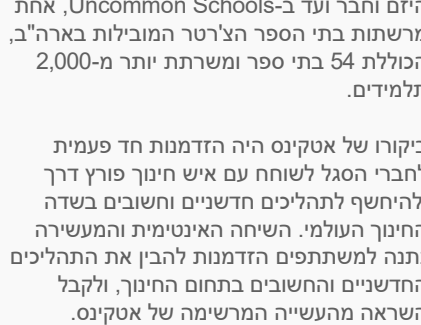 היזם וחבר ועד ב-Uncommon Schools, אחת
מרשתות בתי הספר הצ'רטר המובילות בארה"ב,
הכוללת 54 בתי ספר ומשרתת יותר מ-2,000
תלמידים.
ביקורו של אטקינס היה הזדמנות חד פעמית
לחברי הסגל לשוחח עם איש חינוך פורץ דרך
ולהיחשף לתהליכים חדשניים וחשובים בשדה
החינוך העולמי. השיחה האינטימית והמעשירה
נתנה למשתתפים הזדמנות להבין את התהליכים
החדשניים והחשובים בתחום החינוך, ולקבל
השראה מהעשייה המרשימה של אטקינס.